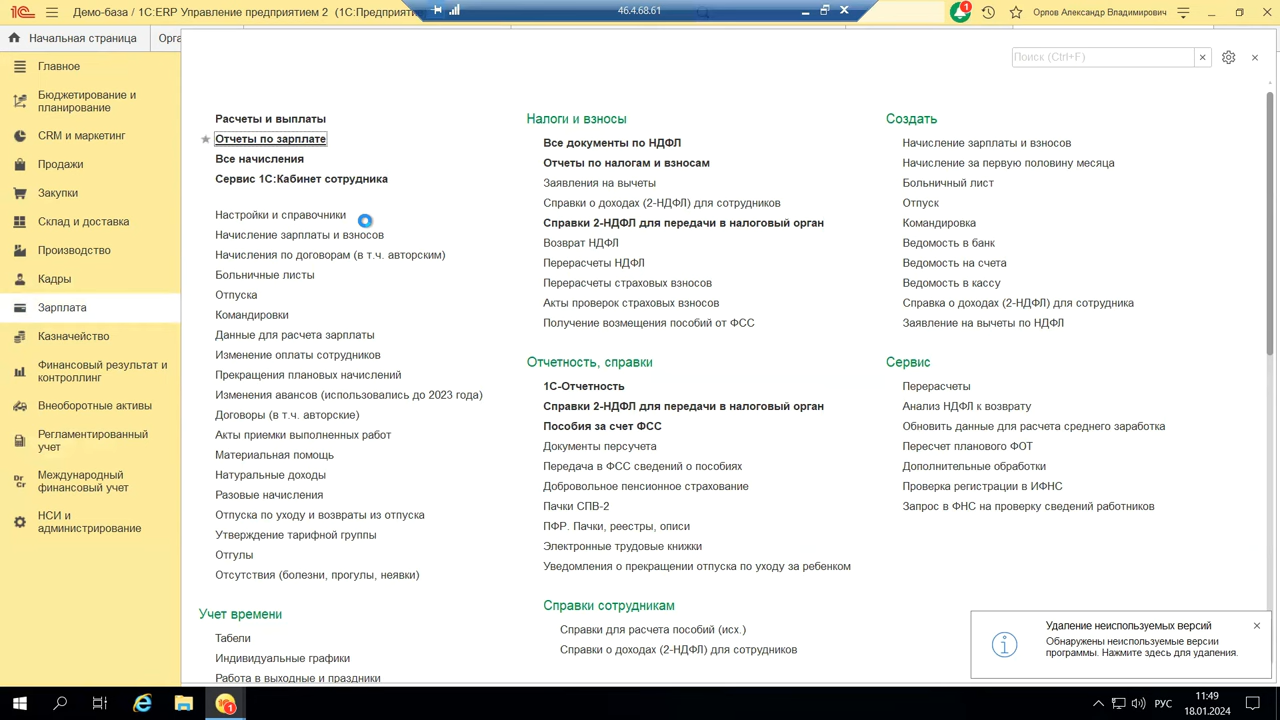 Демо-база / 1С:ERP Управление предприятием 2 (1С:Предприяти
46.4.68.61
1
Орлов Александр Владимирович
Начальная страница
Орга
Поиск (Ctrl+F)
Главное
Бюджетирование и
планирование
CRM и маркетинг
Продажи
Закупки
Склад и доставка
Производство
Кадры
Зарплата
Казначейство
Финансовый результат и
контроллинг
Внеоборотные активы
Регламентированный
учет
Международный
финансовый учет
НСИ и
администрирование
Расчеты и выплаты
Отчеты по зарплате
Все начисления
Сервис 1С:Кабинет сотрудника
Настройки и справочники
Начисление зарплаты и взносов
Начисления по договорам (в т.ч. авторским)
Больничные листы
Отпуска
Командировки
Данные для расчета зарплаты
Изменение оплаты сотрудников
Прекращения плановых начислений
Изменения авансов (использовались до 2023 года)
Договоры (в т.ч. авторские)
Акты приемки выполненных работ
Материальная помощь
Натуральные доходы
Разовые начисления
Отпуска по уходу и возвраты из отпуска
Утверждение тарифной группы
Отгулы
Отсутствия (болезни, прогулы, неявки)
Учет времени
Табели
Индивидуальные графики
Работа в выходные и праздники
Налоги и взносы
Все документы по НДФЛ
Отчеты по налогам и взносам
Заявления на вычеты
Справки о доходах (2-НДФЛ) для сотрудников
Справки 2-НДФЛ для передачи в налоговый орган
Возврат НДФЛ
Перерасчеты НДФЛ
Перерасчеты страховых взносов
Акты проверок страховых взносов
Получение возмещения пособий от ФСС
Отчетность, справки
1С-Отчетность
Справки 2-НДФЛ для передачи в налоговый орган
Пособия за счет ФСС
Документы персучета
Передача в ФСС сведений о пособиях
Добровольное пенсионное страхование
Пачки СПВ-2
ПФР. Пачки, реестры, описи
Электронные трудовые книжки
Уведомления о прекращении отпуска по уходу за ребенком
Справки сотрудникам
Справки для расчета пособий (исх.)
Справки о доходах (2-НДФЛ) для сотрудников
Создать
Начисление зарплаты и взносов
Начисление за первую половину месяца
Больничный лист
Отпуск
Командировка
Ведомость в банк
Ведомость на счета
Ведомость в кассу
Справка о доходах (2-НДФЛ) для сотрудника
Заявление на вычеты по НДФЛ
Сервис
Перерасчеты
Анализ НДФЛ к возврату
Обновить данные для расчета среднего заработка
Пересчет планового ФОТ
Дополнительные обработки
Проверка регистрации в ИФНС
Запрос в ФНС на проверку сведений работников
Удаление неиспользуемых версий
Обнаружены неиспользуемые версии
программы. Нажмите здесь для удаления.
1
РУС
11:49
18.01.2024